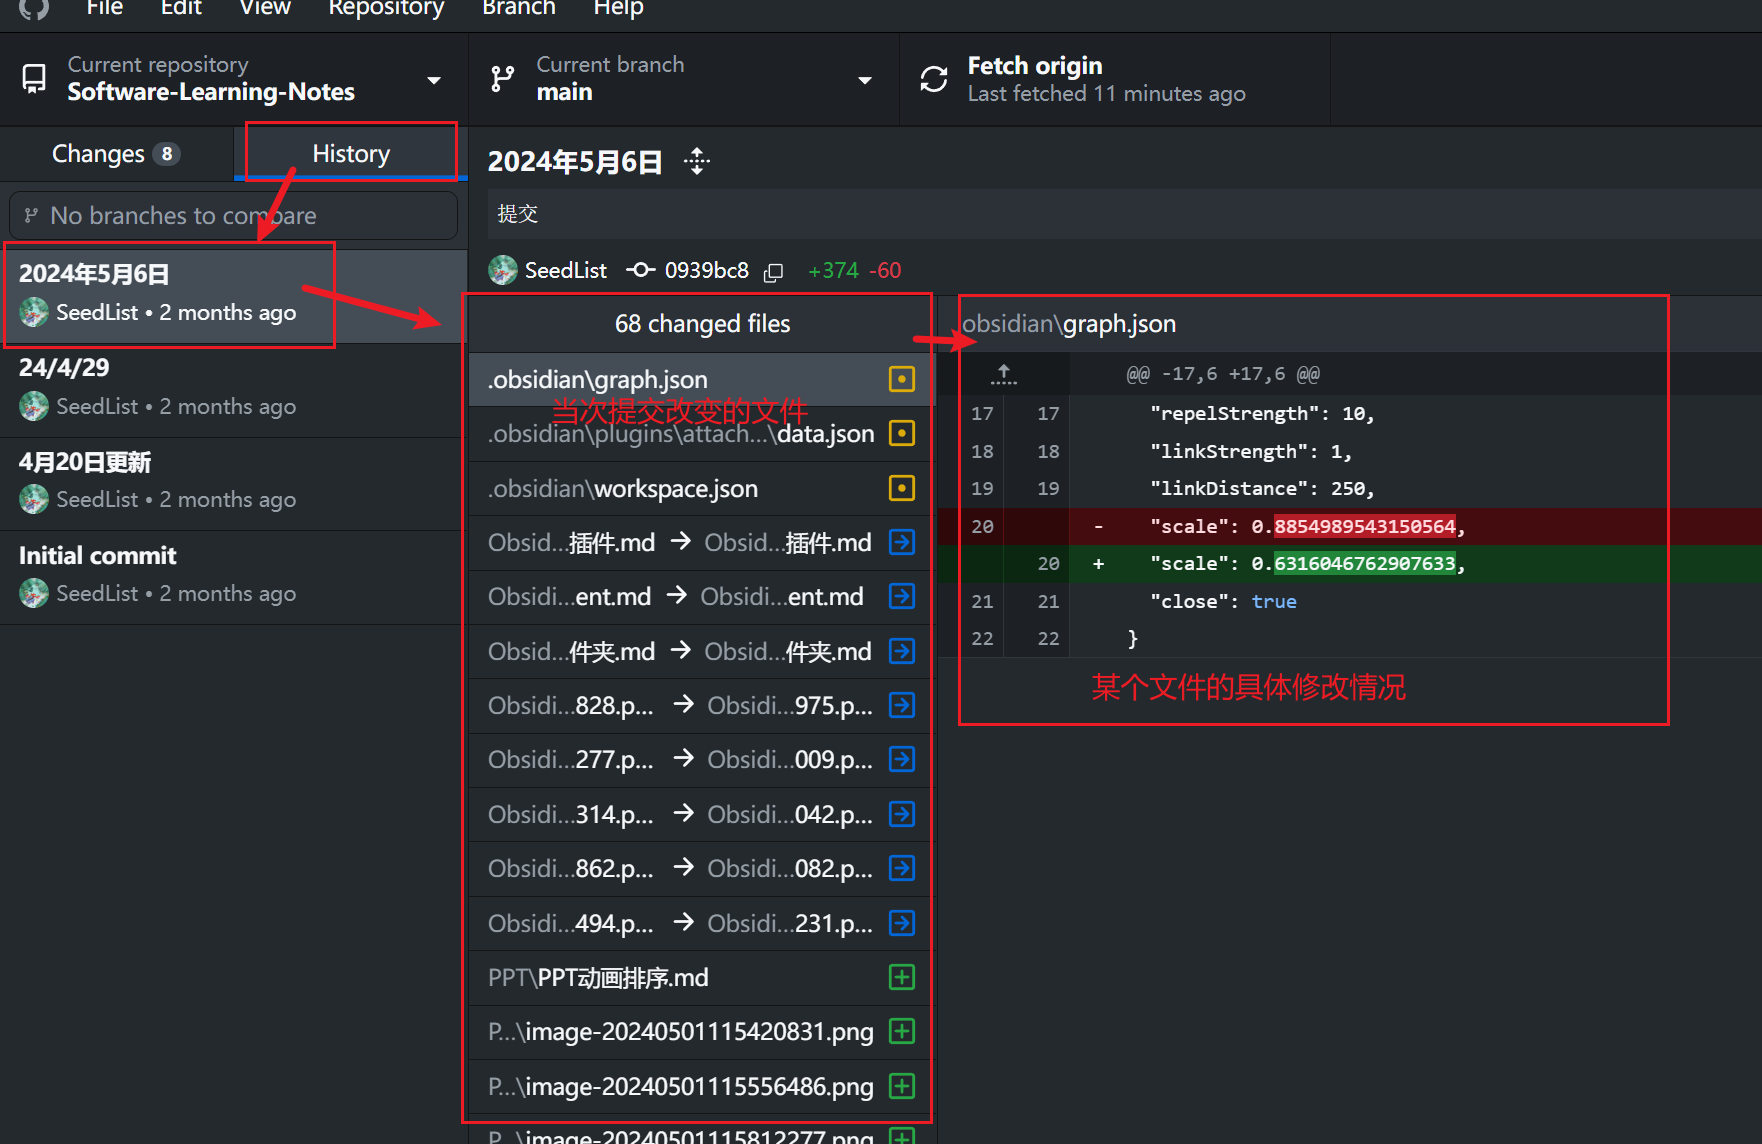 File Edit View Repository Branch Help
Current repository
Software-Learning-Notes
Current branch
main
Fetch origin
Last fetched 11 minutes ago
Changes 8
History
No branches to compare
2024年5月6日
SeedList • 2 months ago
24/4/29
SeedList • 2 months ago
4月20日更新
SeedList • 2 months ago
Initial commit
SeedList • 2 months ago
2024年5月6日
提交
SeedList 0939bc8 +374 -60
68 changed files
.obsidian\graph.json
当次提交改变的文件
.obsidian\plugins\attach...\data.json
.obsidian\workspace.json
Obsid...插件.md → Obsid...插件.md
Obsidi...ent.md → Obsidi...ent.md
Obsid...件夹.md → Obsid...件夹.md
Obsidi...828.p... → Obsidi...975.p...
Obsidi...277.p... → Obsidi...009.p...
Obsidi...314.p... → Obsidi...042.p...
Obsidi...862.p... → Obsidi...082.p...
Obsidi...494.p... → Obsidi...231.p...
PPT\PPT动画排序.md
P...\image-20240501115420831.png
P...\image-20240501115556486.png
P...\image-20240501115812277.png
obsidian\graph.json
@@ -17,6 +17,6 @@
17 17 "repelStrength": 10,
18 18 "linkStrength": 1,
19 19 "linkDistance": 250,
20 - "scale": 0.8854989543150564,
20 + "scale": 0.6316046762907633,
21 21 "close": true
22 22 }
某个文件的具体修改情况